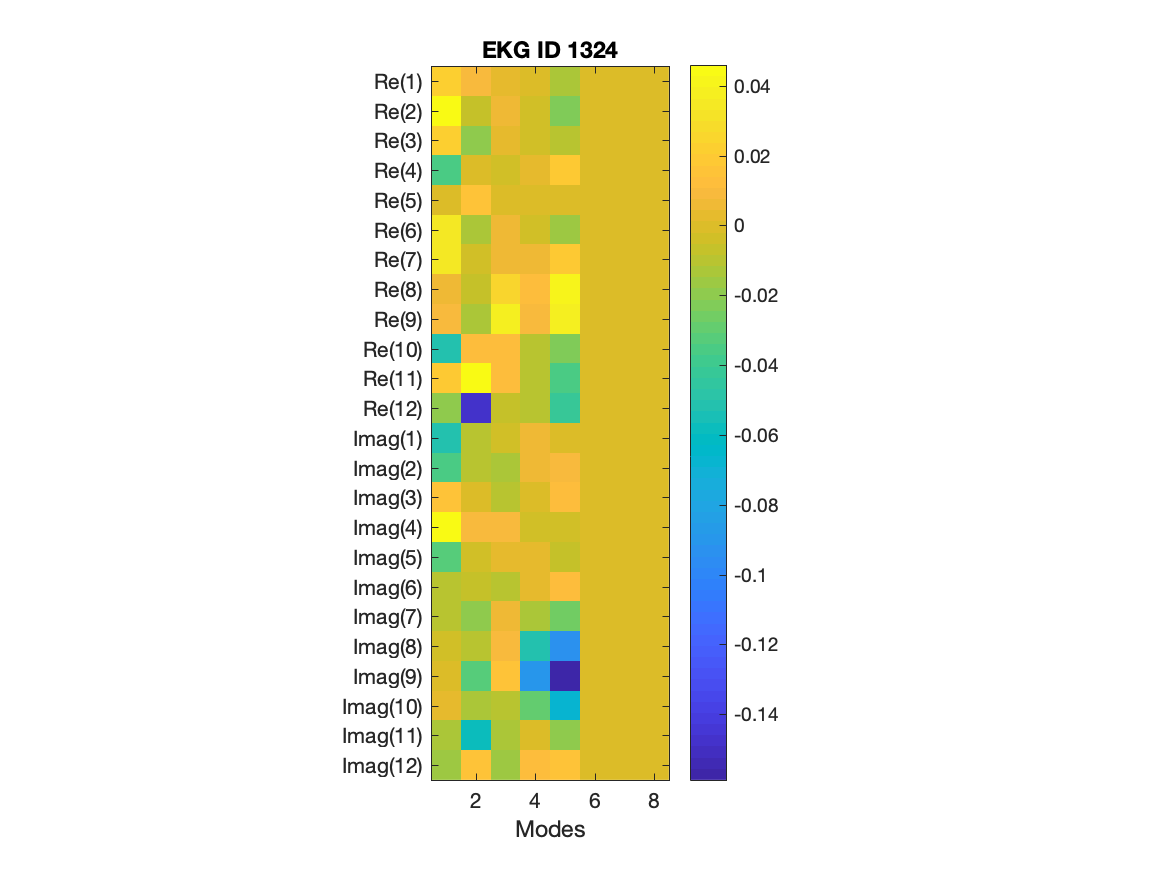 EKG ID 1324
Re(1)
Re(2)
Re(3)
Re(4)
Re(5)
Re(6)
Re(7)
Re(8)
Re(9)
Re(10)
Re(11)
Re(12)
Imag(1)
Imag(2)
Imag(3)
Imag(4)
Imag(5)
Imag(6)
Imag(7)
Imag(8)
Imag(9)
Imag(10)
Imag(11)
Imag(12)
2 4 6 8
Modes
0.04
0.02
0
-0.02
-0.04
-0.06
-0.08
-0.1
-0.12
-0.14